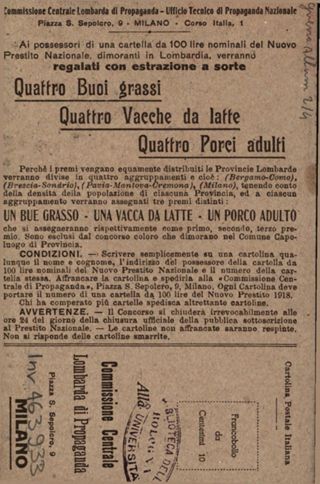 Commissione Centrale Lombarda di Propaganda - Ufficio Tecnico di Propaganda Nazionale
Piazza S. Sepolcro, 9 - MILANO - Corso Italia, 1
Ai possessori di una cartella da 100 lire nominali del Nuovo
Prestito Nazionale, dimoranti in Lombardia, verranno
regalati con estrazione a sorte
Quattro Buoi grassi
Quattro Vacche da latte
Quattro Porci adulti
Perchè i premi vengano equamente distribuiti le Provincie Lombarde
verranno divise in quattro aggruppamenti e cioè: (Bergamo-Como),
(Brescia-Sondrio), (Pavia-Mantova-Cremona), (Milano), tenendo conto
della densità della popolazione di ciascuna Provincia, ed a ciascun
aggruppamento verranno assegnati tre premi distinti:
UN BUE GRASSO - UNA VACCA DA LATTE - UN PORCO ADULTO
che si assegneranno rispettivamente come primo, secondo, terzo pre-
mio. Sono esclusi dal concorso coloro che dimorano nel Comune Capo-
luogo di Provincia.
CONDIZIONI. — Scrivere semplicemente su una cartolina qua-
lunque il nome e cognome, l'indirizzo del possessore della cartella da
100 lire nominali del Nuovo Prestito Nazionale e il numero della car-
tella stessa. Affrancare la cartolina e spedirla alla «Commissione Cen-
trale di Propaganda», Piazza S. Sepolcro, 9, Milano. Ogni Cartolina deve
portare il numero di una cartella da 100 lire del Nuovo Prestito 1918.
Chi ha comperato più cartelle spedisca altrettante cartoline.
AVVERTENZE. — Il Concorso si chiuderà irrevocabilmente alle
ore 24 del giorno della chiusura ufficiale della pubblica sottoscrizione
al Prestito Nazionale. — Le cartoline non affrancate saranno respinte.
Non si risponde delle cartoline smarrite.
Cartolina Postale Italiana
Francobollo
da
Centesimi 10
BIBLIOTECA DELL'
UNIVERSITÀ
Alla
Commissione Centrale
Lombarda di Propaganda
Piazza S. Sepolcro, 9
MILANO
Inv 463 933